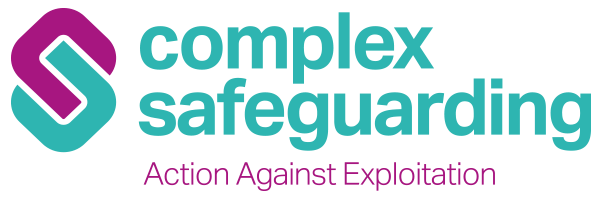 complex
safeguarding
Action Against Exploitation